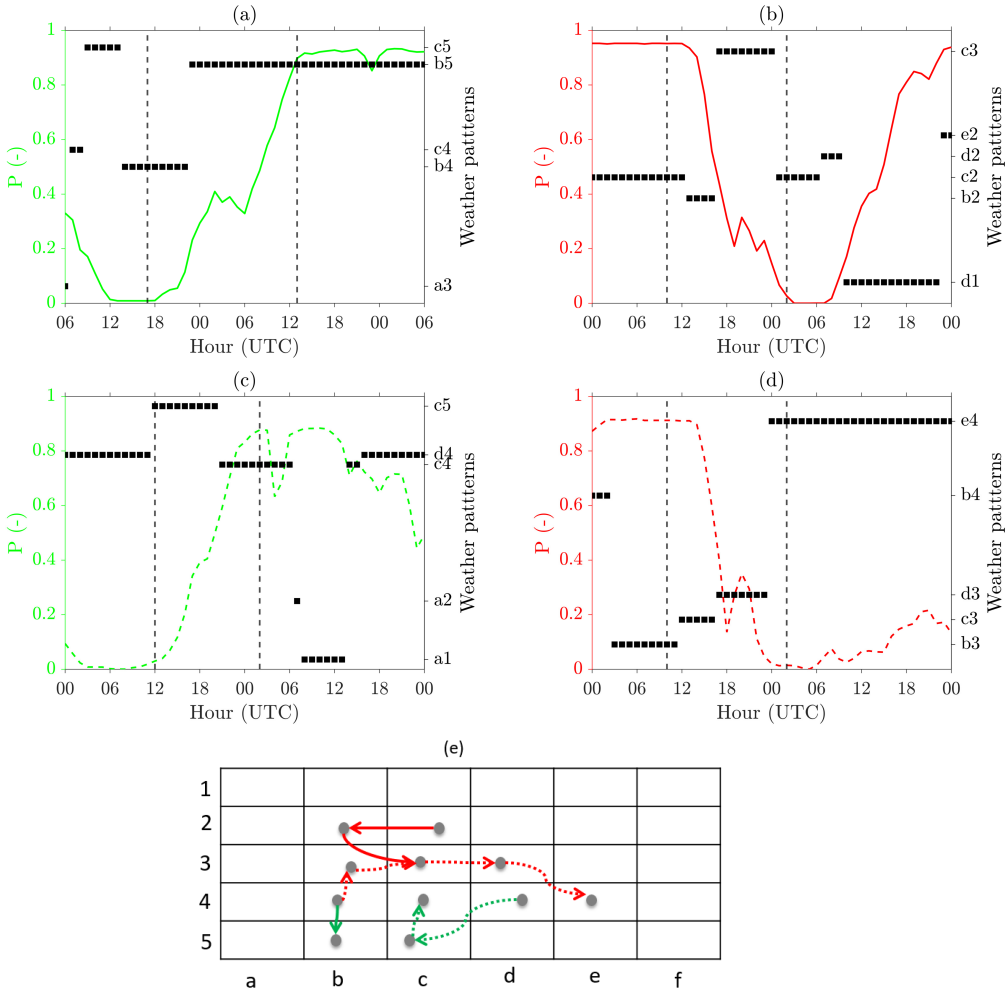 (a)
P (-)
1
0.8
0.6
0.4
0.2
0
c5
b5
c4
b4
a3
Weather pattterns
06 12 18 00 06 12 18 00 06
Hour (UTC)
(b)
P (-)
1
0.8
0.6
0.4
0.2
0
c3
e2
d2
c2
b2
d1
Weather pattterns
00 06 12 18 00 06 12 18 00
Hour (UTC)
(c)
P (-)
1
0.8
0.6
0.4
0.2
0
c5
d4
c4
a2
a1
Weather pattterns
00 06 12 18 00 06 12 18 00
Hour (UTC)
(d)
P (-)
1
0.8
0.6
0.4
0.2
0
e4
b4
d3
c3
b3
Weather pattterns
00 06 12 18 00 06 12 18 00
Hour (UTC)
(e)
1
2
3
4
5
a b c d e f